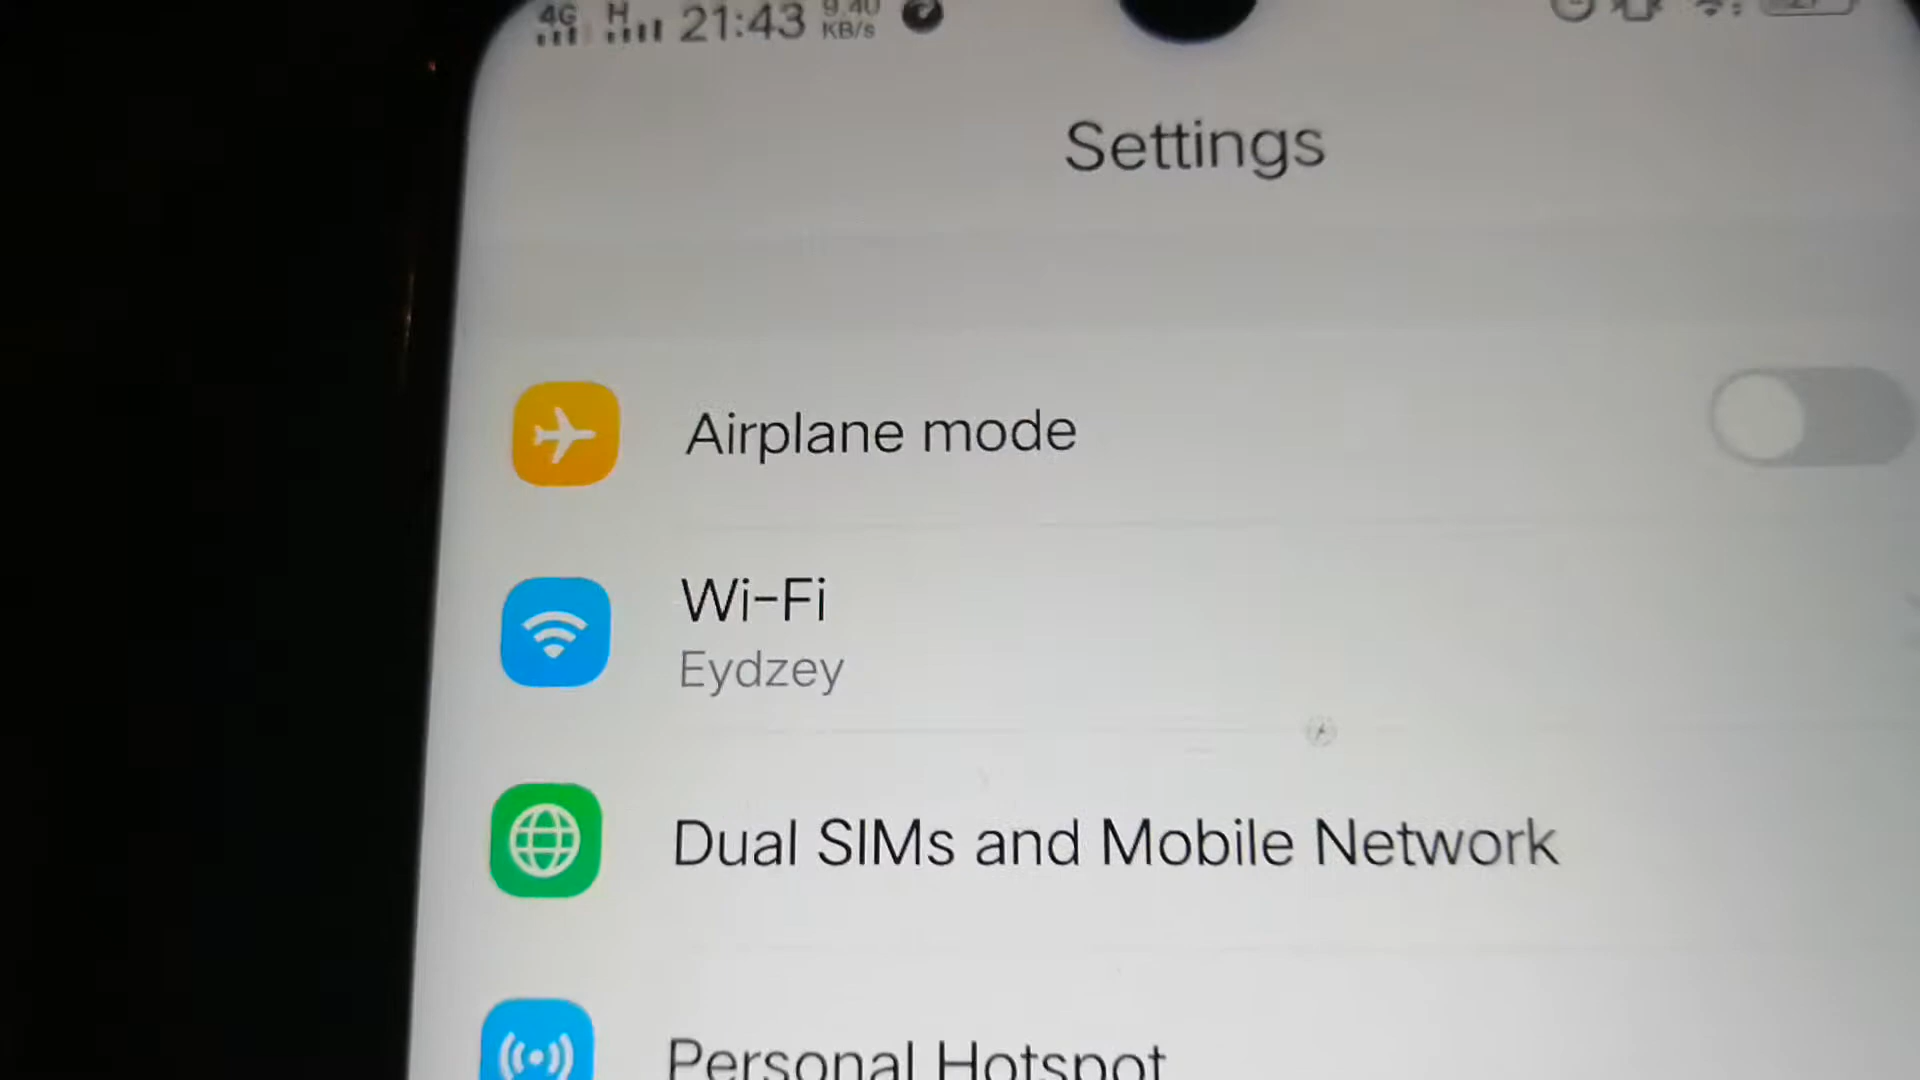 4G H 21:43 9.40 KB/s
Settings
Airplane mode
Wi-Fi
Eydzey
Dual SIMs and Mobile Network
Personal Hotspot